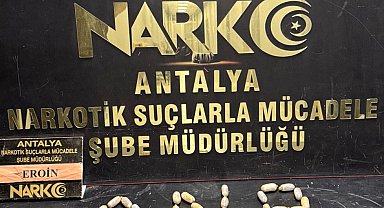 NARKO
ANTALYA
NARKOTİK SUÇLARLA MÜCADELE
ŞUBE MÜDÜRLÜĞÜ
ANTALYA
NARKOTİK SUÇLARLA MÜCADELE
ŞUBE MÜDÜRLÜĞÜ
EROİN
NARKO